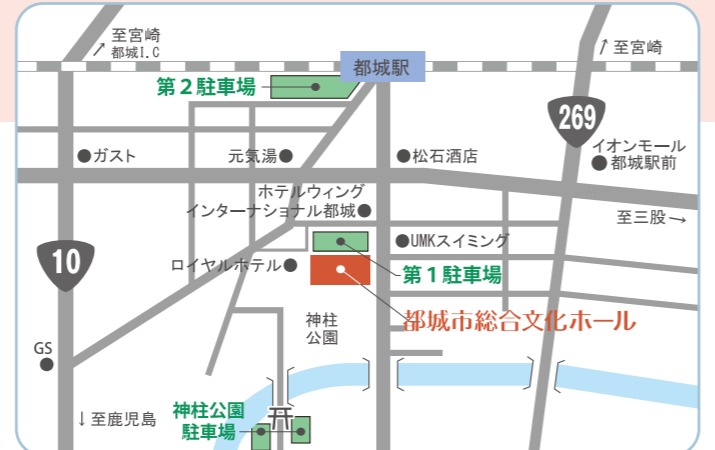 至宮崎
都城I.C
都城駅
至宮崎
第2駐車場
269
ガスト
元気湯
松石酒店
イオンモール
都城駅前
ホテルウィング
インターナショナル都城
至三股→
10
ロイヤルホテル
UMKスイミング
第1駐車場
神柱
公園
都城市総合文化ホール
GS
↓至鹿児島
神柱公園
駐車場